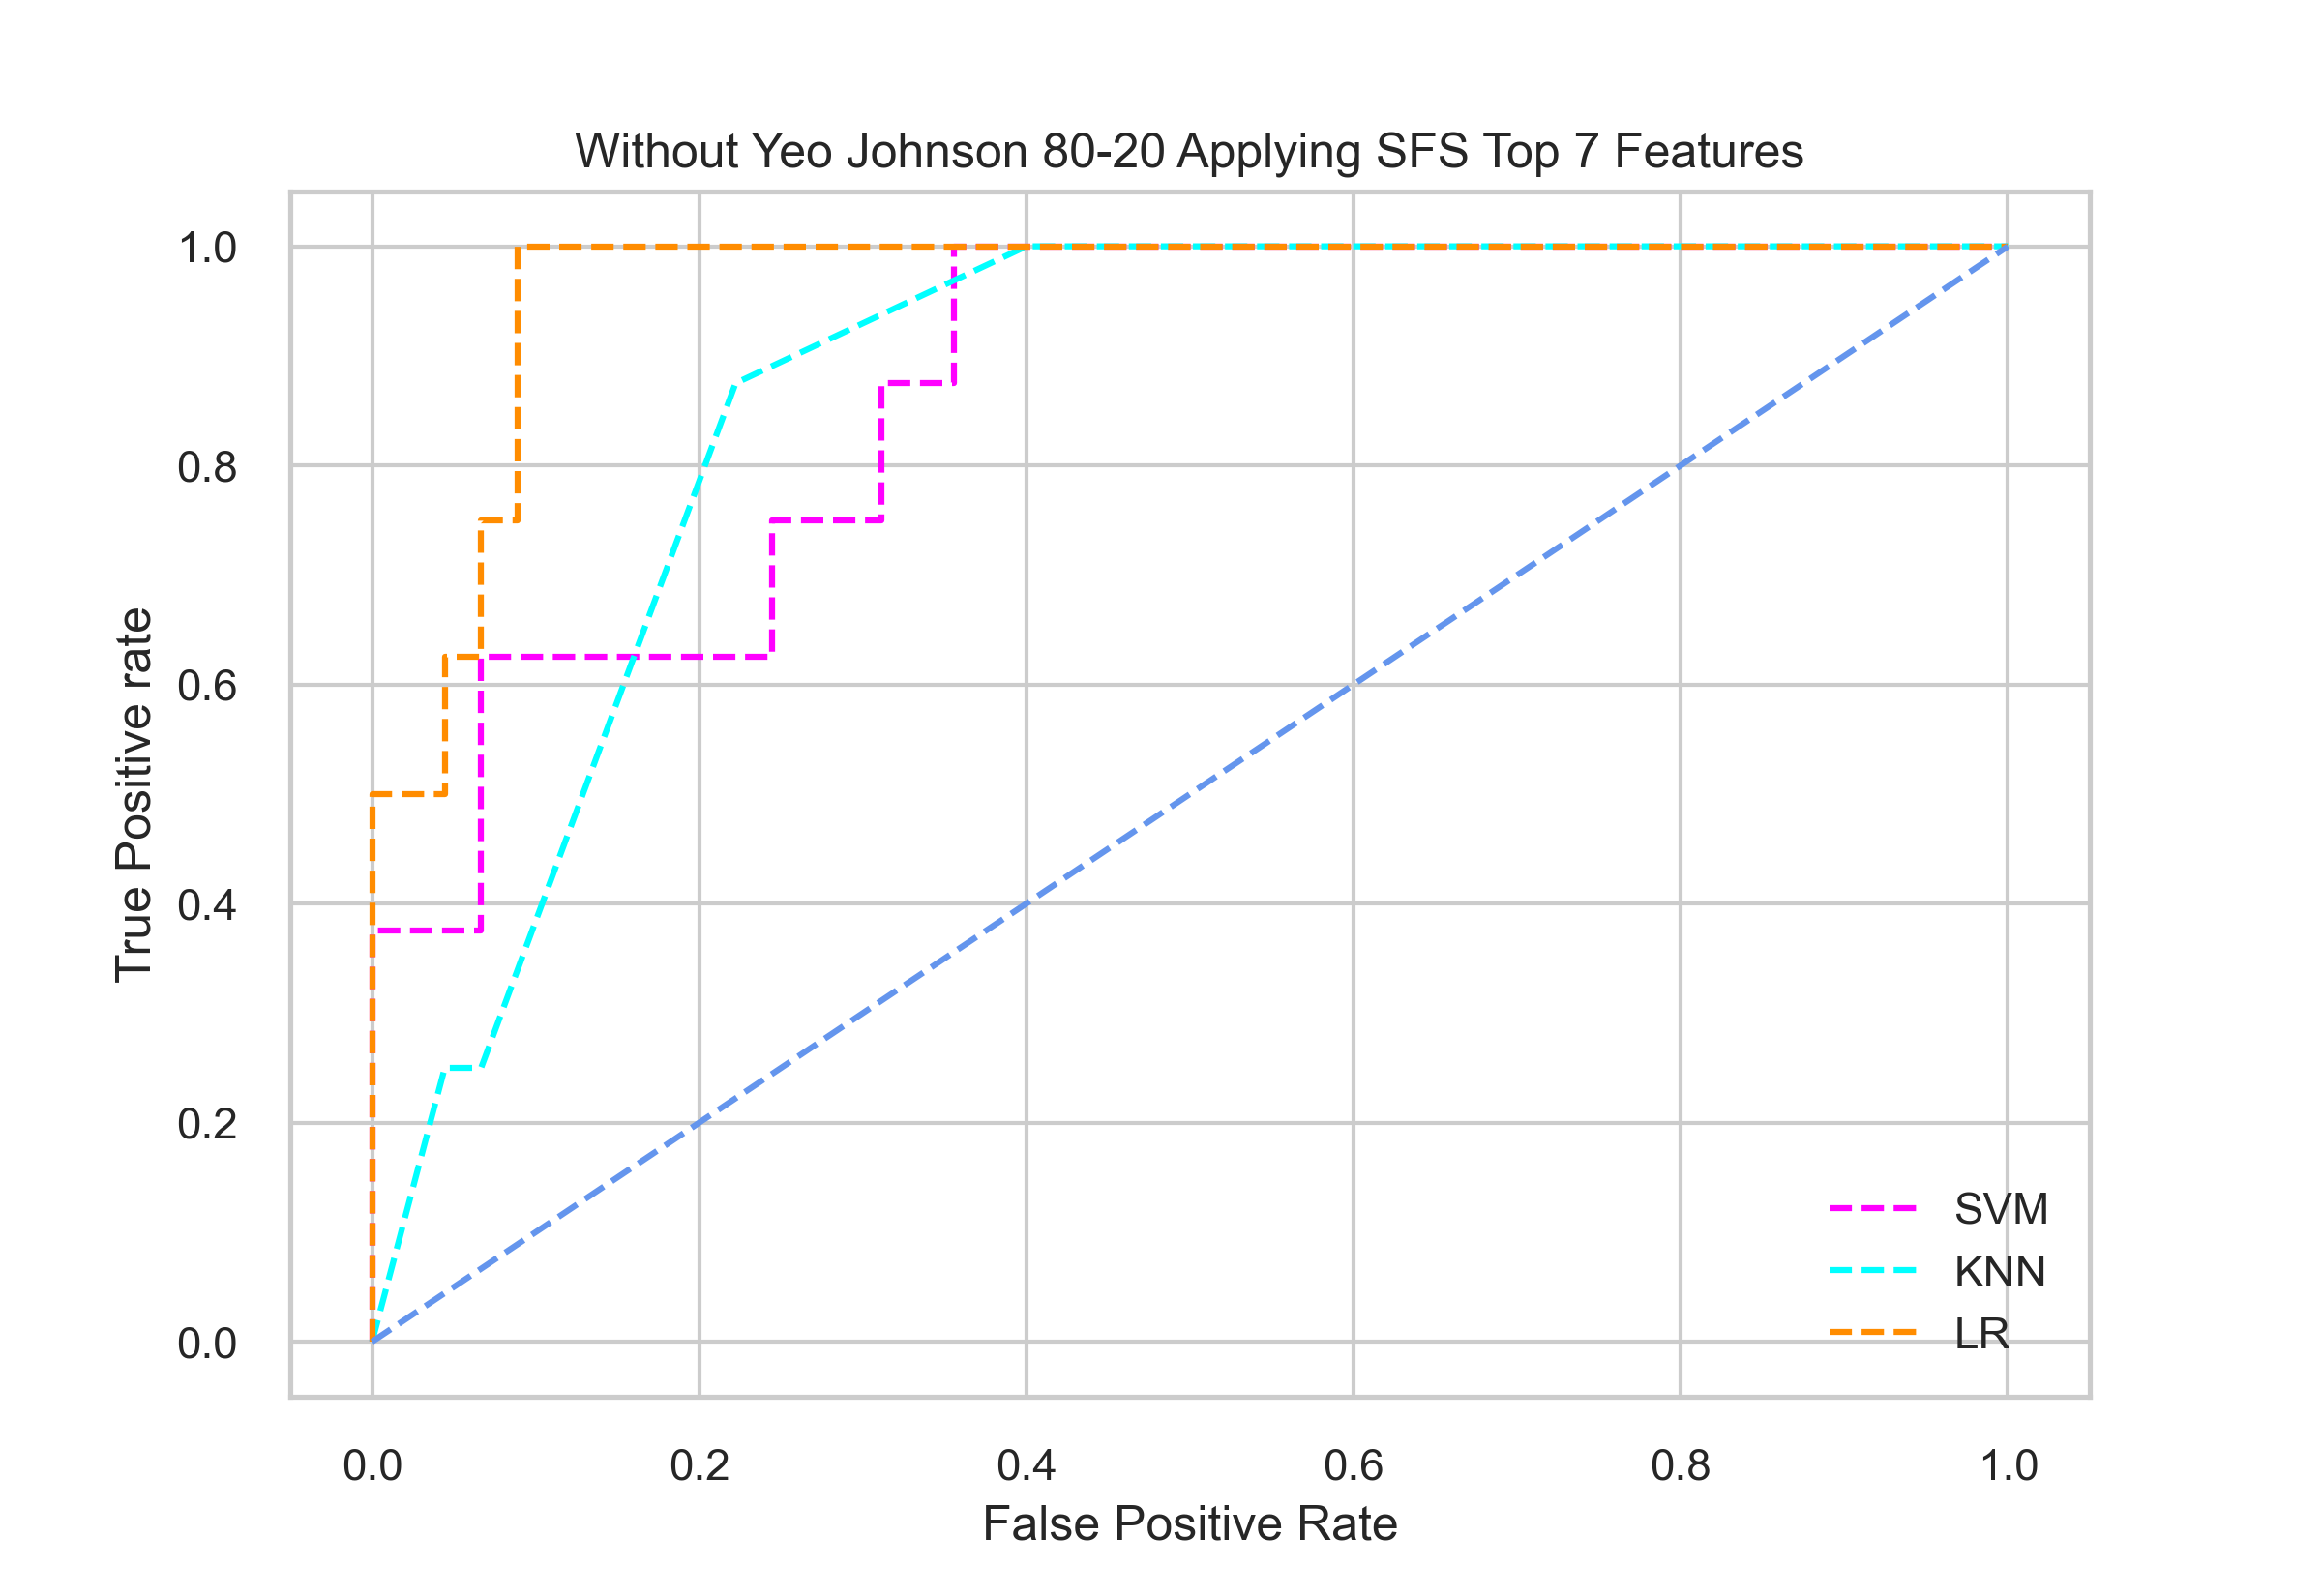 Without Yeo Johnson 80-20 Applying SFS Top 7 Features
1.0
0.8
0.6
0.4
0.2
0.0
True Positive rate
SVM
KNN
LR
0.0 0.2 0.4 0.6 0.8 1.0
False Positive Rate